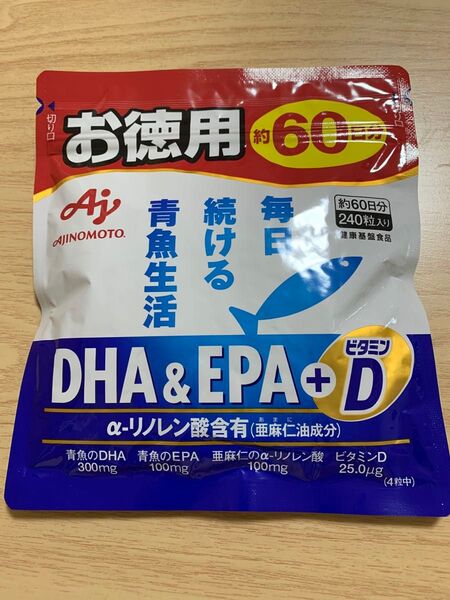 切り口
お徳用
約60日分
AJINOMOTO.
毎日
続ける
青魚生活
約60日分
240粒入り
健康基盤食品
DHA & EPA + ビタミンD
α-リノレン酸含有(亜麻仁油成分)
あまに
青魚のDHA 青魚のEPA 亜麻仁のα-リノレン酸 ビタミンD
300mg 100mg 100mg 25.0μg
(4粒中)